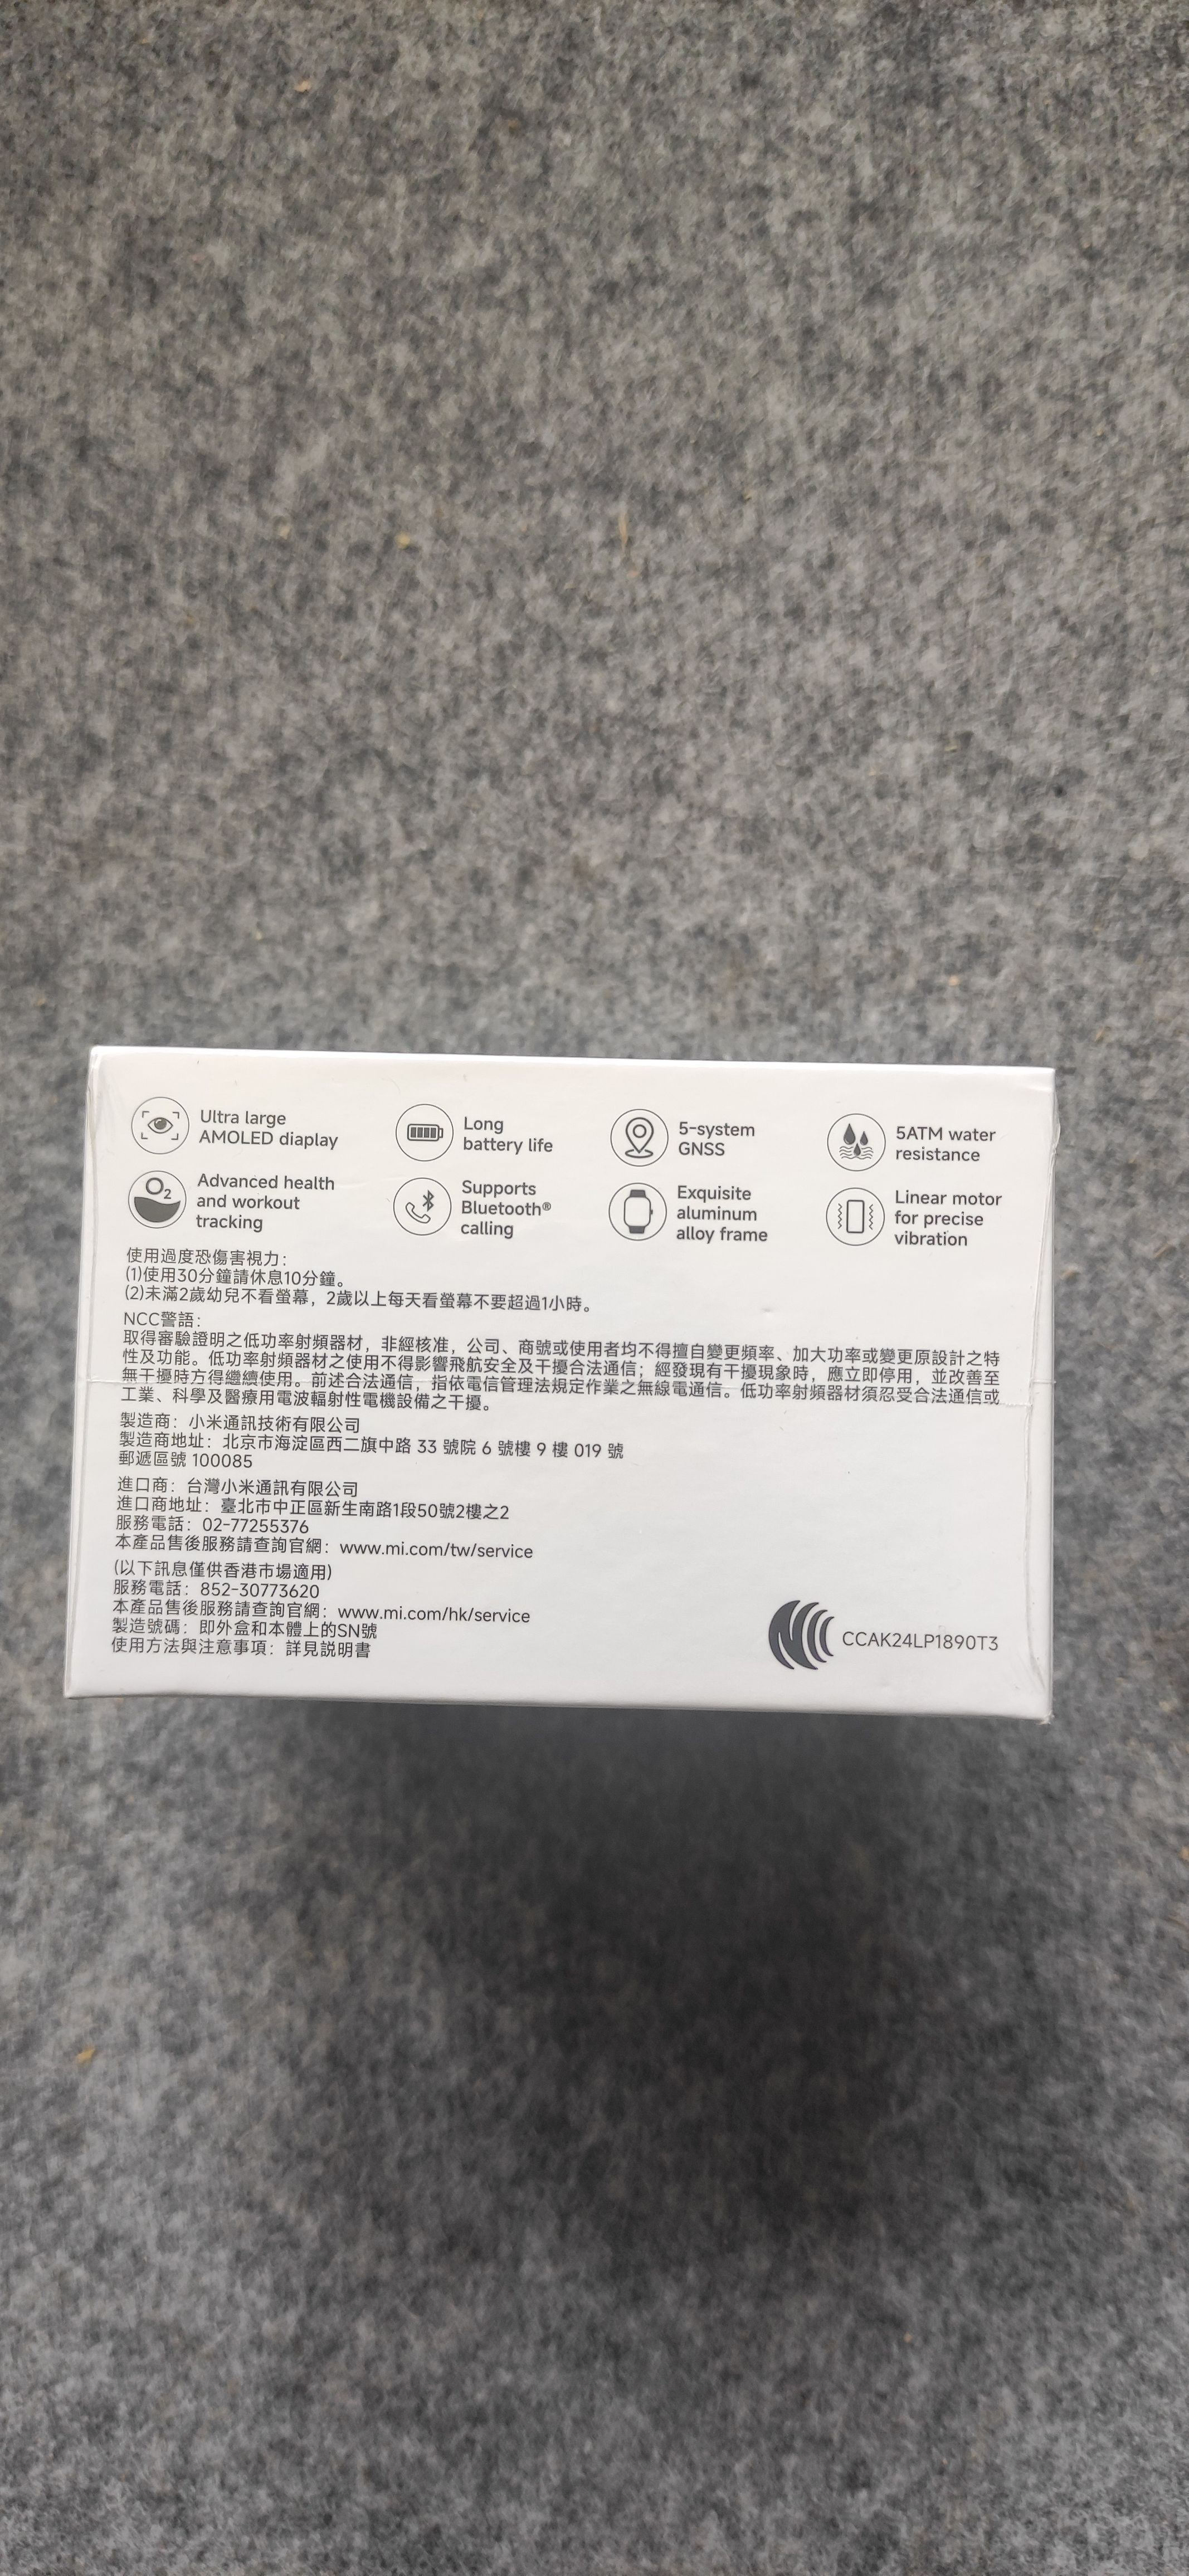 Ultra large
AMOLED diaplay
Long
battery life
5-system
GNSS
5ATM water
resistance
O2
Advanced health
and workout
tracking
Supports
Bluetooth®
calling
Exquisite
aluminum
alloy frame
Linear motor
for precise
vibration
使用過度恐傷害視力：
(1)使用30分鐘請休息10分鐘。
(2)未滿2歲幼兒不看螢幕，2歲以上每天看螢幕不要超過1小時。
NCC警語：
取得審驗證明之低功率射頻器材，非經核准，公司、商號或使用者均不得擅自變更頻率、加大功率或變更原設計之特
性及功能。低功率射頻器材之使用不得影響飛航安全及干擾合法通信；經發現有干擾現象時，應立即停用，並改善至
無干擾時方得繼續使用。前述合法通信，指依電信管理法規定作業之無線電通信。低功率射頻器材須忍受合法通信或
工業、科學及醫療用電波輻射性電機設備之干擾。
製造商：小米通訊技術有限公司
製造商地址：北京市海淀區西二旗中路 33 號院 6 號樓 9 樓 019 號
郵遞區號 100085
進口商：台灣小米通訊有限公司
進口商地址：臺北市中正區新生南路1段50號2樓之2
服務電話：02-77255376
本產品售後服務請查詢官網：www.mi.com/tw/service
(以下訊息僅供香港市場適用)
服務電話：852-30773620
本產品售後服務請查詢官網：www.mi.com/hk/service
製造號碼：即外盒和本體上的SN號
使用方法與注意事項：詳見説明書
CCAK24LP1890T3